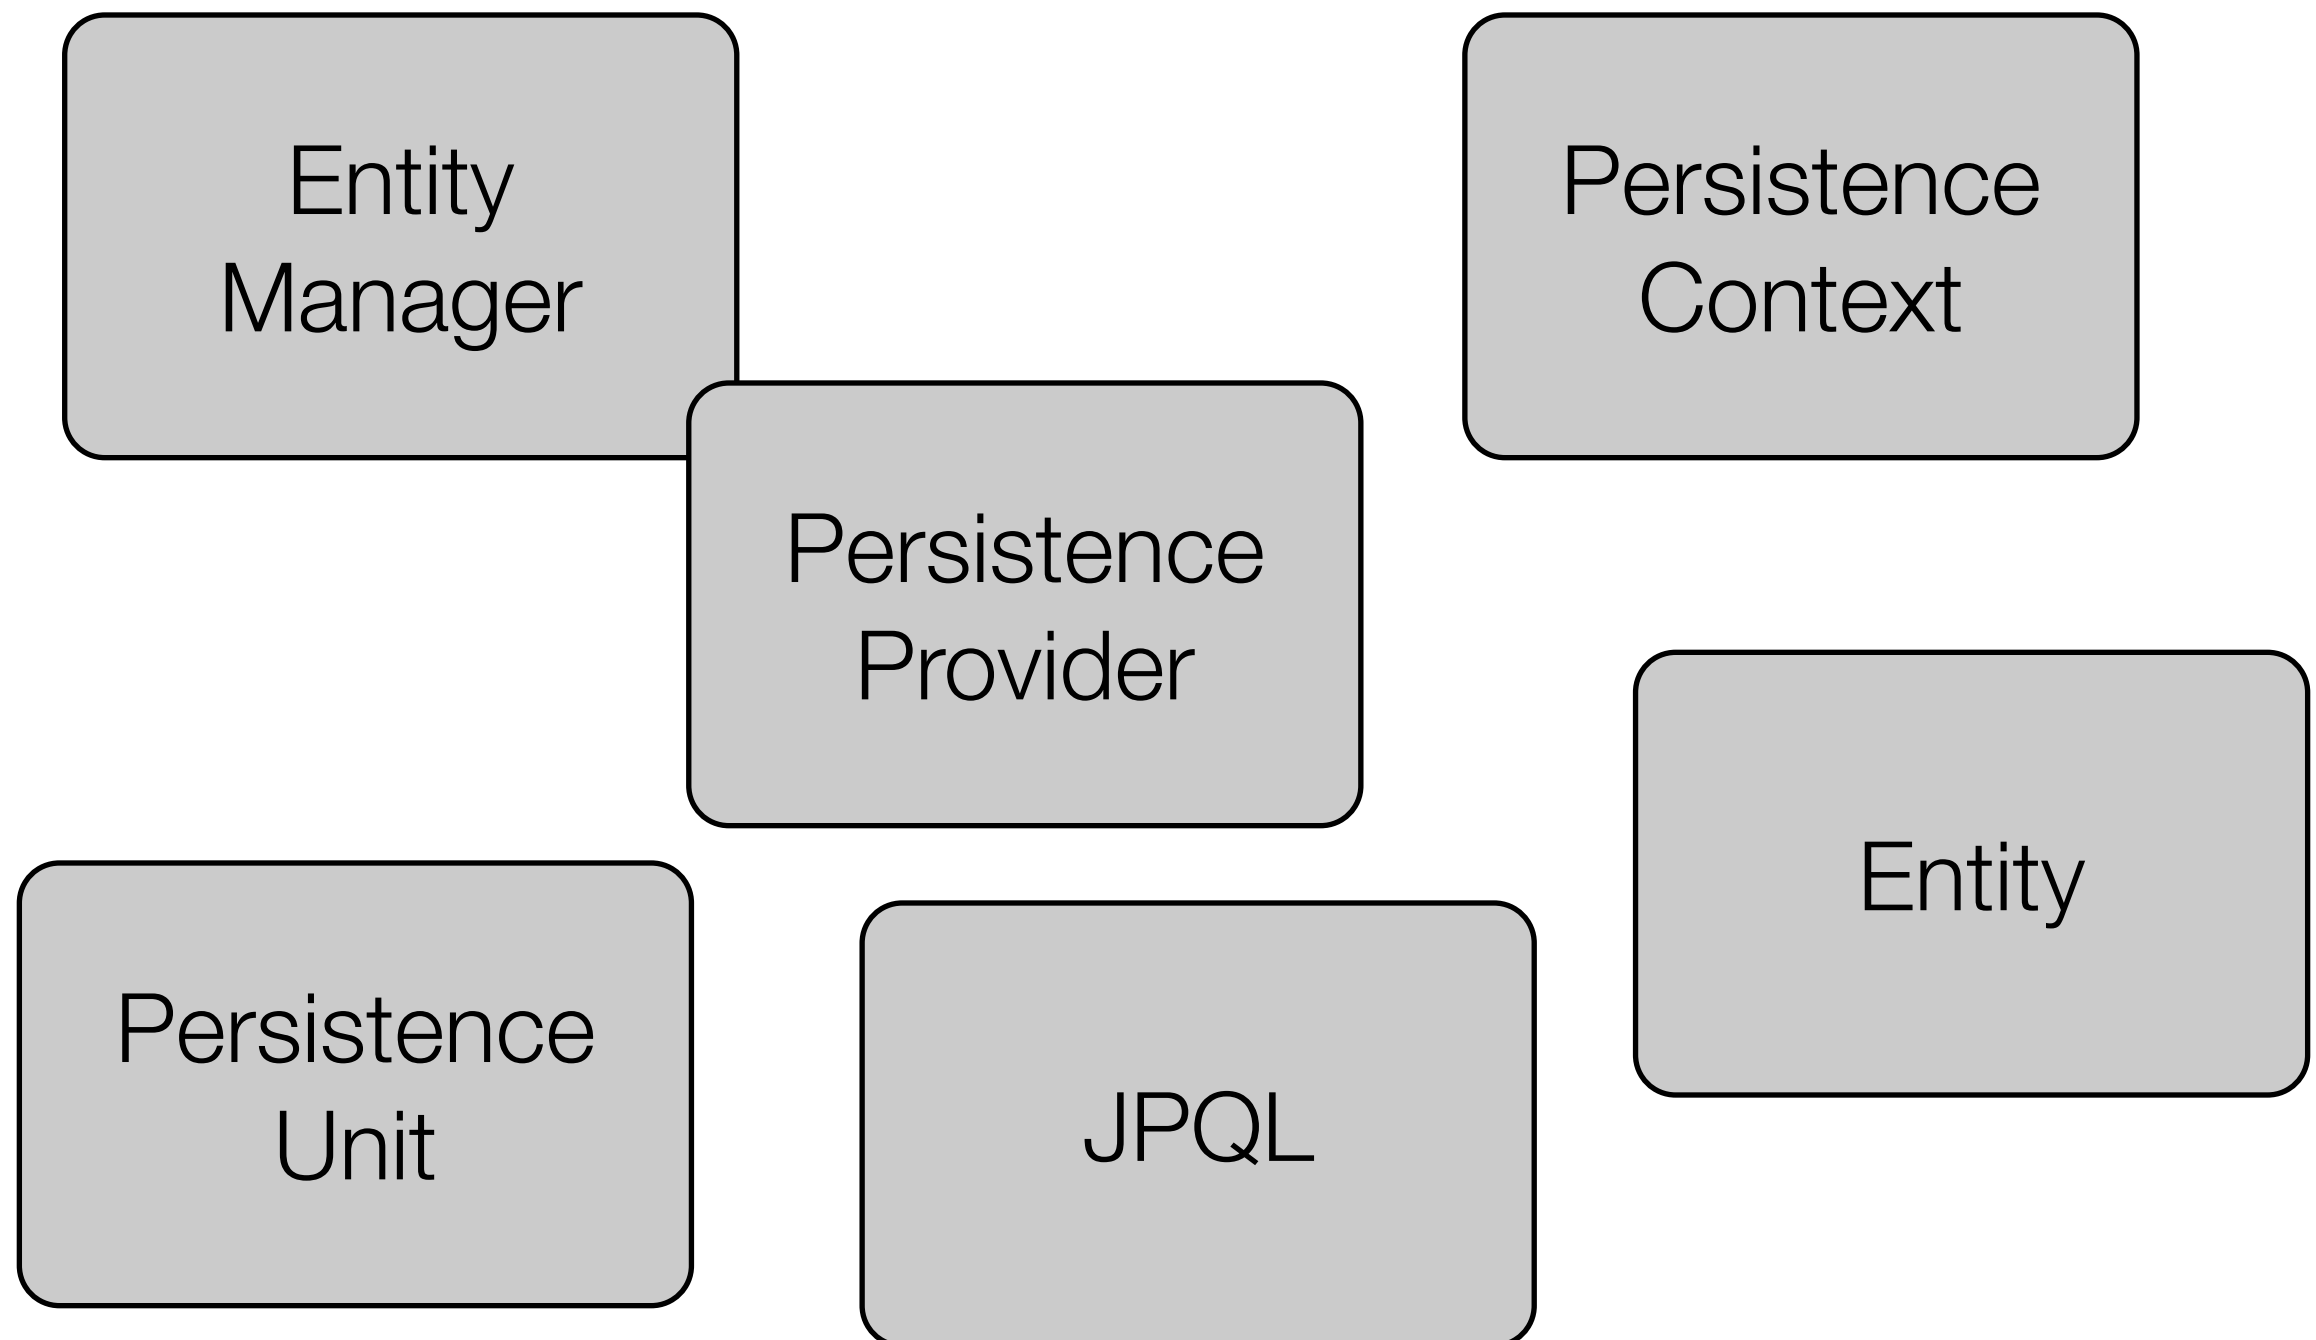 Entity
Manager
Persistence
Context
Persistence
Provider
Entity
Persistence
Unit
JPQL